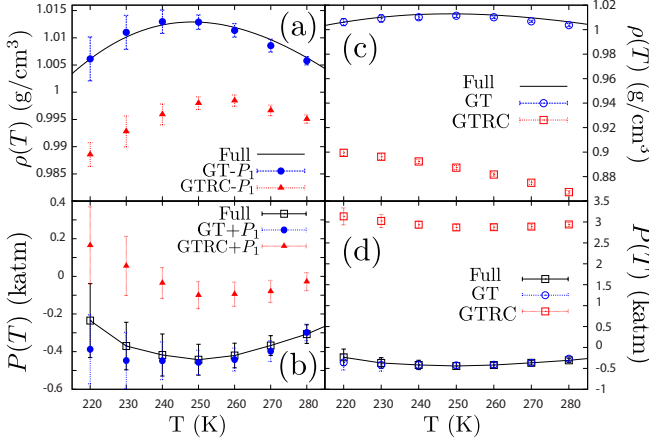 1.015
1.01
1.005
1
0.995
0.99
0.985
ρ(T) (g/cm³)
(a)
Full
GT-P₁
GTRC-P₁
(c)
Full
GT
GTRC
1.02
1
0.98
0.96
0.94
0.92
0.9
0.88
ρ(T) (g/cm³)
0.4
0.2
0
-0.2
-0.4
-0.6
P(T) (katm)
Full
GT+P₁
GTRC+P₁
(b)
220 230 240 250 260 270 280
T (K)
(d)
Full
GT
GTRC
3.5
3
2.5
2
1.5
1
0.5
0
-0.5
-1
P(T) (katm)
220 230 240 250 260 270 280
T (K)